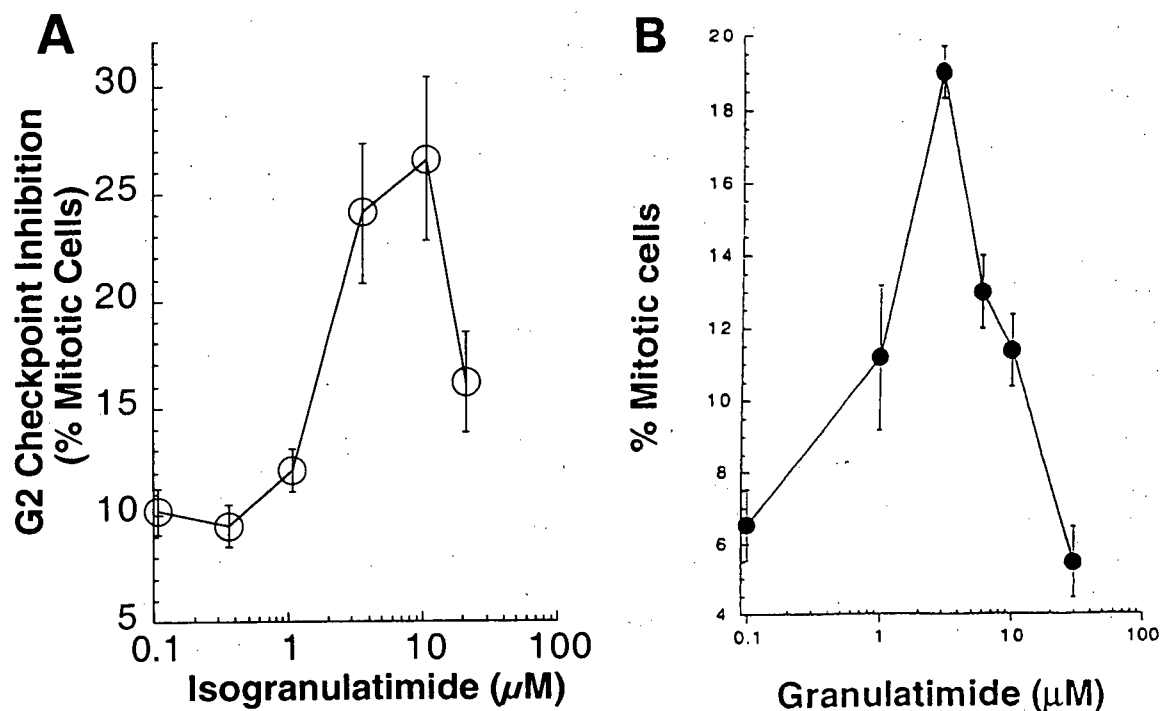 A
G2 Checkpoint Inhibition
(% Mitotic Cells)
30
25
20
15
10
5
0.1 1 10 100
Isogranulatimide (µM)
B
% Mitotic cells
20
18
16
14
12
10
8
6
4
0.1 1 10 100
Granulatimide (µM)